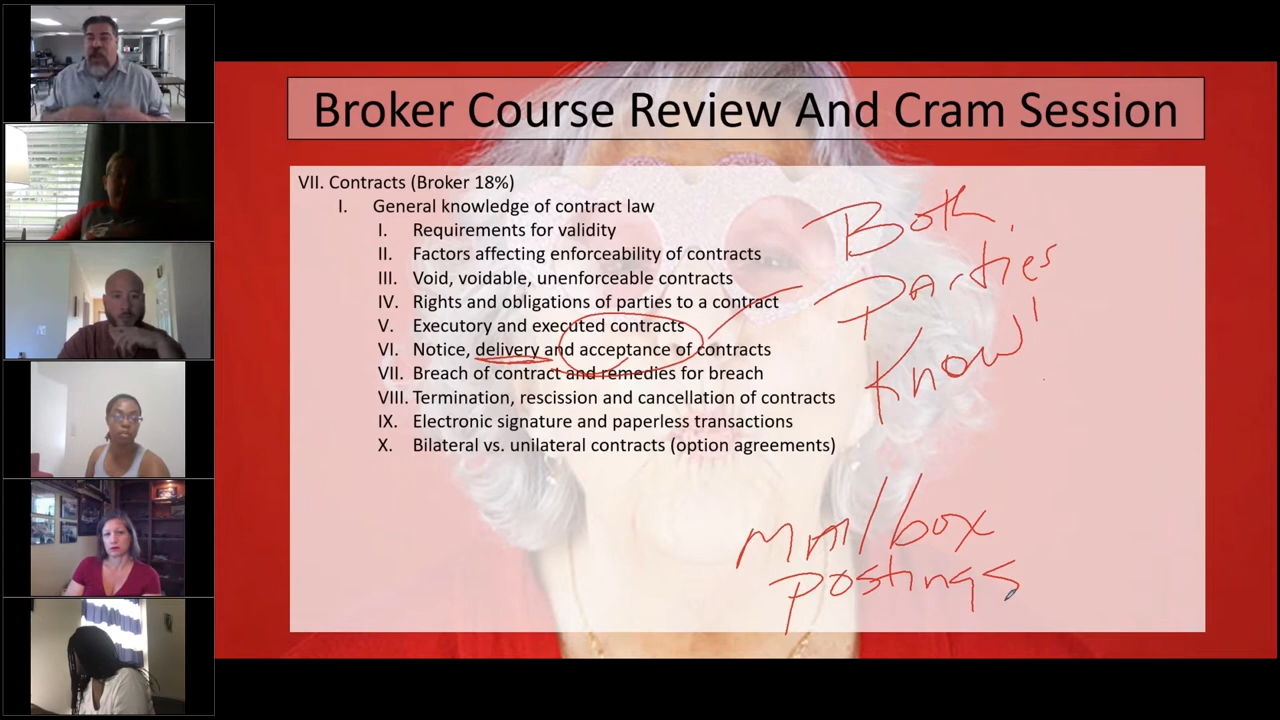 Broker Course Review And Cram Session
VII. Contracts (Broker 18%)
I. General knowledge of contract law
I. Requirements for validity
II. Factors affecting enforceability of contracts
III. Void, voidable, unenforceable contracts
IV. Rights and obligations of parties to a contract
V. Executory and executed contracts
VI. Notice, delivery and acceptance of contracts
VII. Breach of contract and remedies for breach
VIII. Termination, rescission and cancellation of contracts
IX. Electronic signature and paperless transactions
X. Bilateral vs. unilateral contracts (option agreements)
Both
Parties
Know
Mailbox
postings